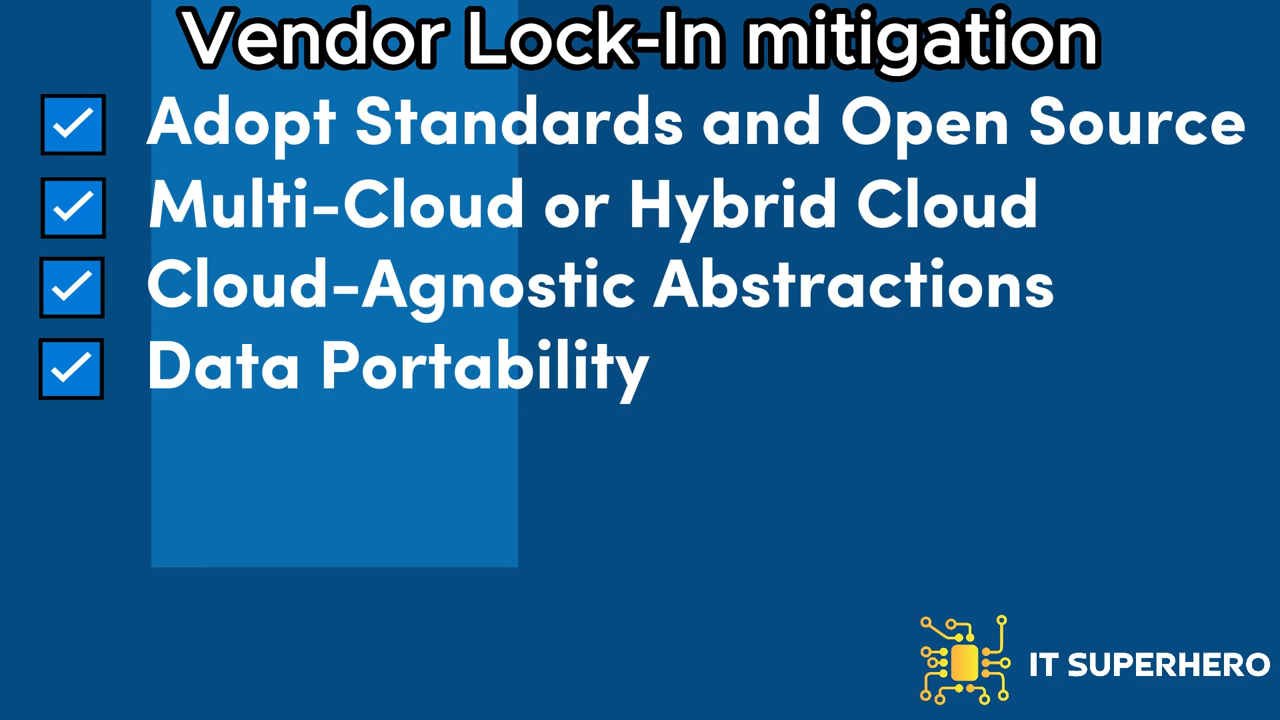 Vendor Lock-In mitigation
Adopt Standards and Open Source
Multi-Cloud or Hybrid Cloud
Cloud-Agnostic Abstractions
Data Portability
IT SUPERHERO